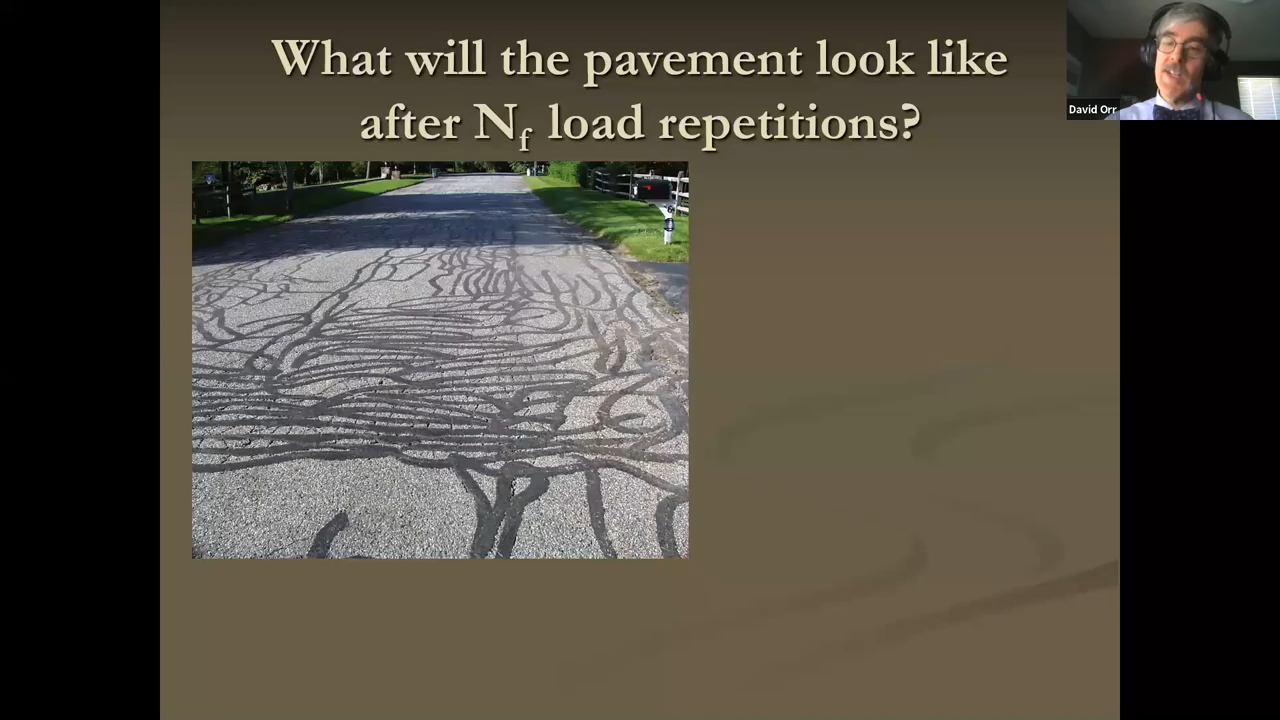 What will the pavement look like
after Nf load repetitions?
David Orr